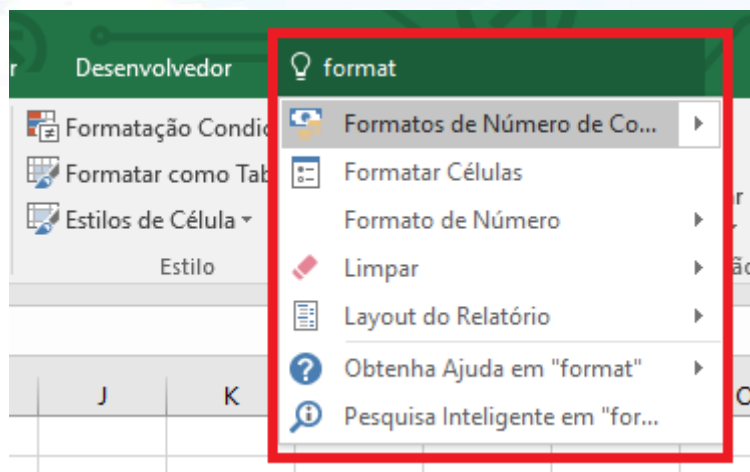 r Desenvolvedor format
Formatação Condic
Formatar como Tab
Estilos de Célula
Estilo
Formatos de Número de Co...
Formatar Células
Formato de Número
Limpar
Layout do Relatório
Obtenha Ajuda em "format"
Pesquisa Inteligente em "for...
r
ão
J K O